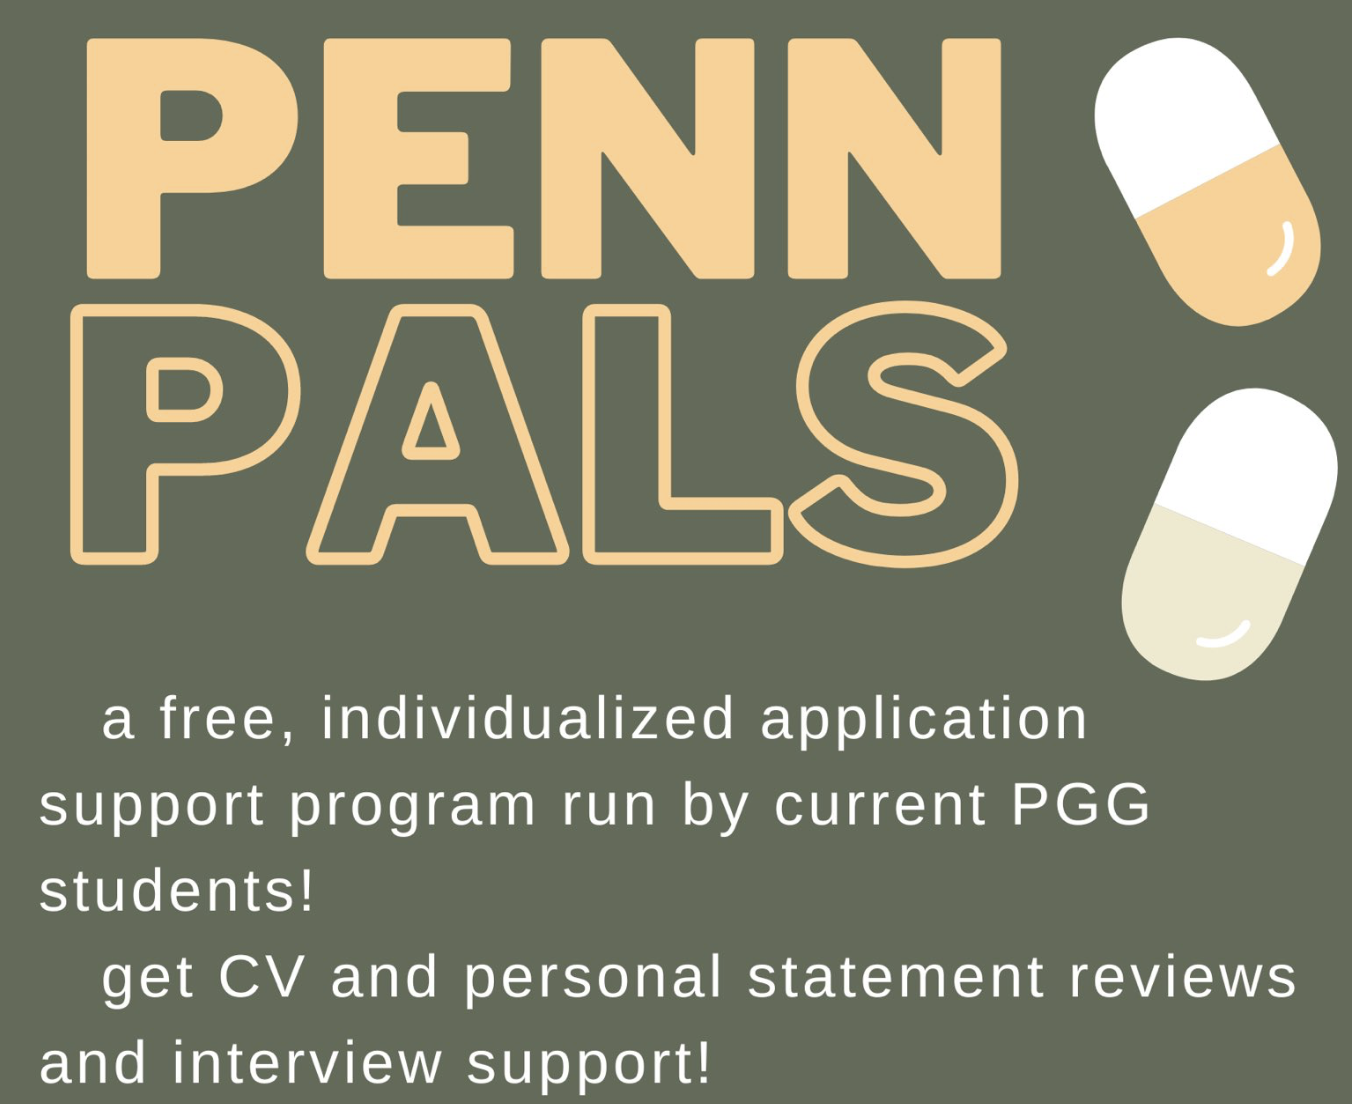 PENN
PALS
a free, individualized application
support program run by current PGG
students!
get CV and personal statement reviews
and interview support!